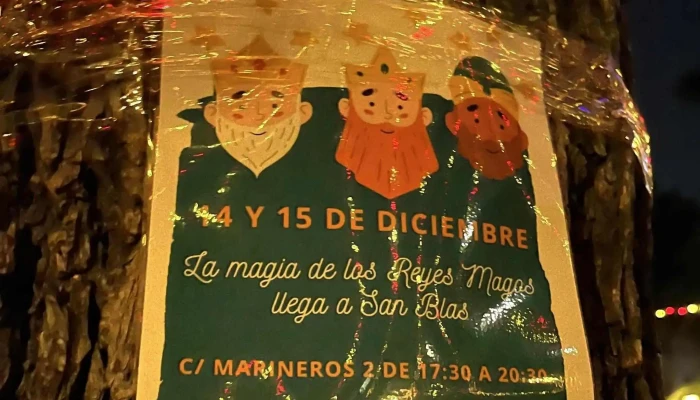 14 Y 15 DE DICIEMBRE
La magia de los Reyes Magos
llega a San Blas
C/ MARINEROS 2 DE 17:30 A 20:30